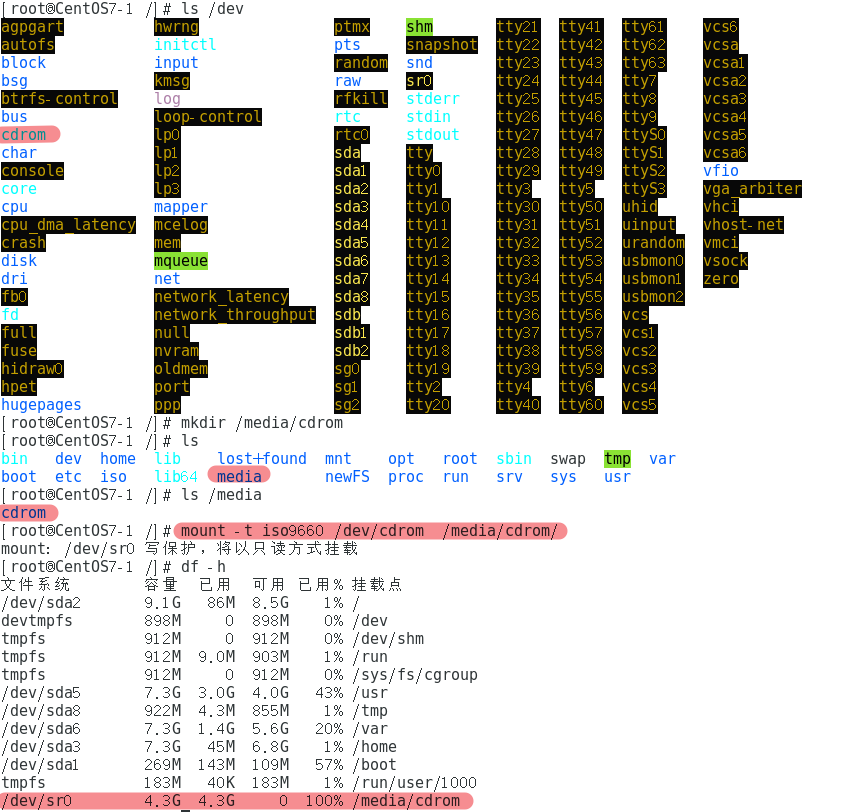 [root@CentOS7-1 /]# ls /dev
agpgart hwrng ptmx shm tty21 tty41 tty61 vcs6
autofs initctl pts snapshot tty22 tty42 tty62 vcsa
block input random snd tty23 tty43 tty63 vcsa1
bsg kmsg raw sr0 tty24 tty44 tty7 vcsa2
btrfs-control log rfkill stderr tty25 tty45 tty8 vcsa3
bus loop-control rtc stdin tty26 tty46 tty9 vcsa4
cdrom lp0 rtc0 stdout tty27 tty47 ttyS0 vcsa5
char lp1 sda tty tty28 tty48 ttyS1 vcsa6
console lp2 sda1 tty0 tty29 tty49 ttyS2 vfio
core lp3 sda2 tty1 tty3 tty5 ttyS3 vga_arbiter
cpu mapper sda3 tty10 tty30 tty50 uhid vhci
cpu_dma_latency mcelog sda4 tty11 tty31 tty51 uinput vhost-net
crash mem sda5 tty12 tty32 tty52 urandom vmci
disk mqueue sda6 tty13 tty33 tty53 usbmon0 vsock
dri net sda7 tty14 tty34 tty54 usbmon1 zero
fb0 network_latency sda8 tty15 tty35 tty55 usbmon2
fd network_throughput sdb tty16 tty36 tty56 vcs
full null sdb1 tty17 tty37 tty57 vcs1
fuse nvram sdb2 tty18 tty38 tty58 vcs2
hidraw0 oldmem sg0 tty19 tty39 tty59 vcs3
hpet port sg1 tty2 tty4 tty6 vcs4
hugepages ppp sg2 tty20 tty40 tty60 vcs5
[root@CentOS7-1 /]# mkdir /media/cdrom
[root@CentOS7-1 /]# ls
bin dev home lib lost+found mnt opt root sbin swap tmp var
boot etc iso lib64 media newFS proc run srv sys usr
[root@CentOS7-1 /]# ls /media
cdrom
[root@CentOS7-1 /]# mount -t iso9660 /dev/cdrom /media/cdrom/
mount: /dev/sr0 写保护，将以只读方式挂载
[root@CentOS7-1 /]# df -h
文件系统 容量 已用 可用 已用% 挂载点
/dev/sda2 9.1G 86M 8.5G 1% /
devtmpfs 898M 0 898M 0% /dev
tmpfs 912M 0 912M 0% /dev/shm
tmpfs 912M 9.0M 903M 1% /run
tmpfs 912M 0 912M 0% /sys/fs/cgroup
/dev/sda5 7.3G 3.0G 4.0G 43% /usr
/dev/sda8 922M 4.3M 855M 1% /tmp
/dev/sda6 7.3G 1.4G 5.6G 20% /var
/dev/sda3 7.3G 45M 6.8G 1% /home
/dev/sda1 269M 143M 109M 57% /boot
tmpfs 183M 40K 183M 1% /run/user/1000
/dev/sr0 4.3G 4.3G 0 100% /media/cdrom